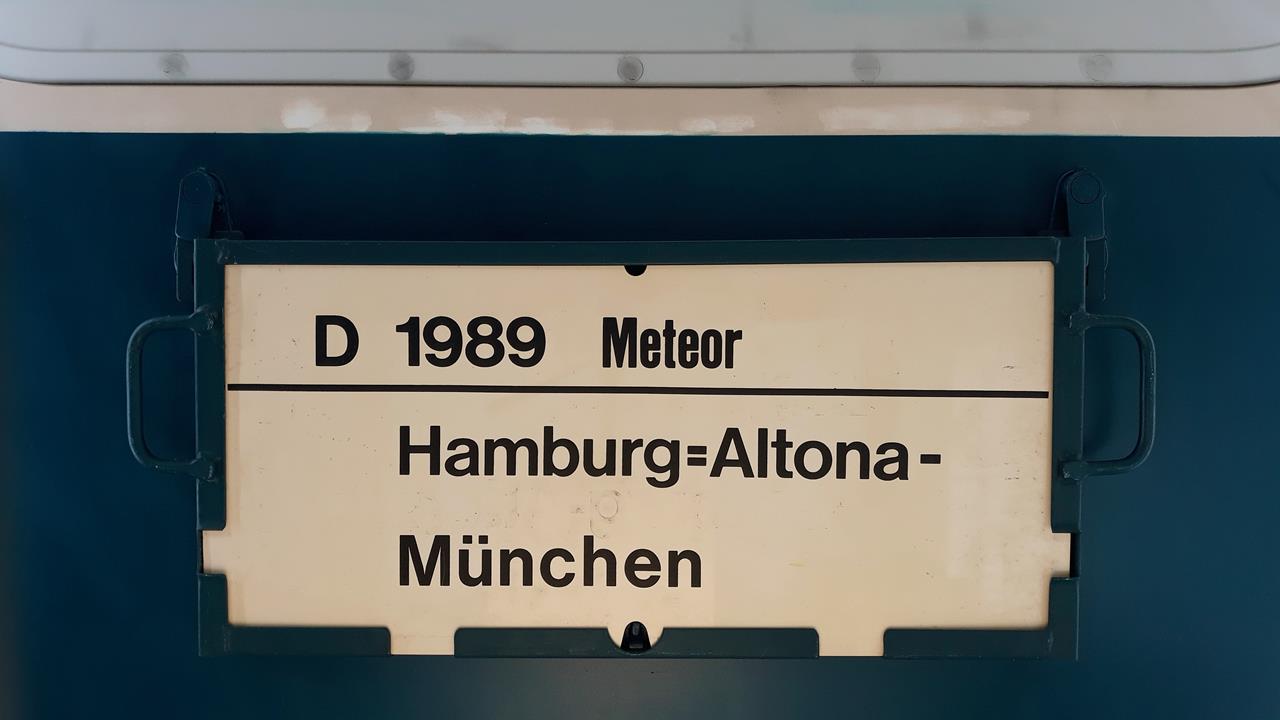 D 1989 Meteor
Hamburg=Altona-
München